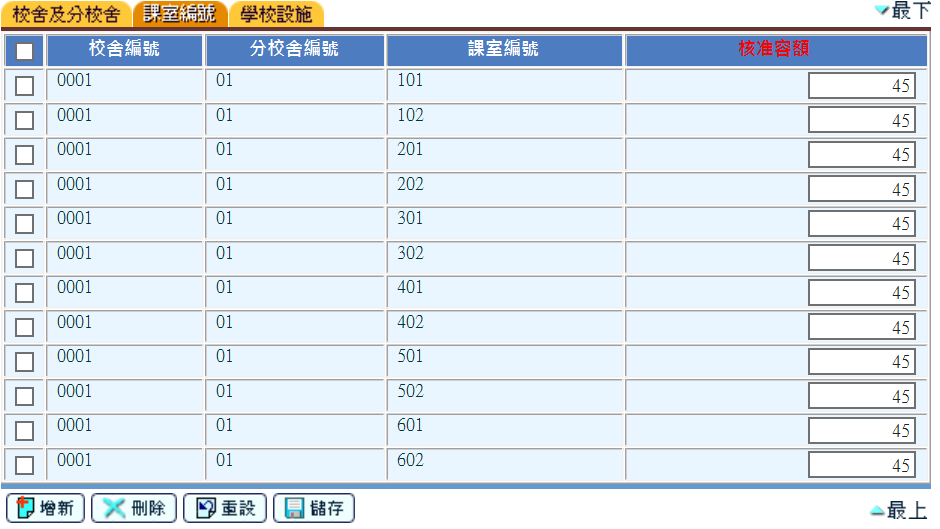 校舍及分校舍 課室編號 學校設施 最下
校舍編號 分校舍編號 課室編號 核准容額
0001 01 101 45
0001 01 102 45
0001 01 201 45
0001 01 202 45
0001 01 301 45
0001 01 302 45
0001 01 401 45
0001 01 402 45
0001 01 501 45
0001 01 502 45
0001 01 601 45
0001 01 602 45
增新 刪除 重設 儲存 最上